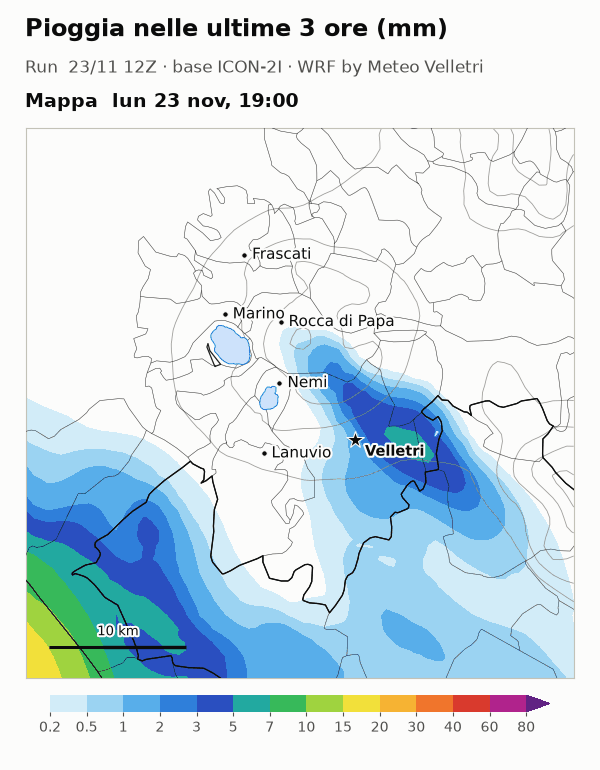 Pioggia nelle ultime 3 ore (mm)
Run 23/11 12Z · base ICON-2I · WRF by Meteo Velletri
Mappa lun 23 nov, 19:00
Frascati
Marino
Rocca di Papa
Nemi
Velletri
Lanuvio
10 km
0.2 0.5 1 2 3 5 7 10 15 20 30 40 60 80